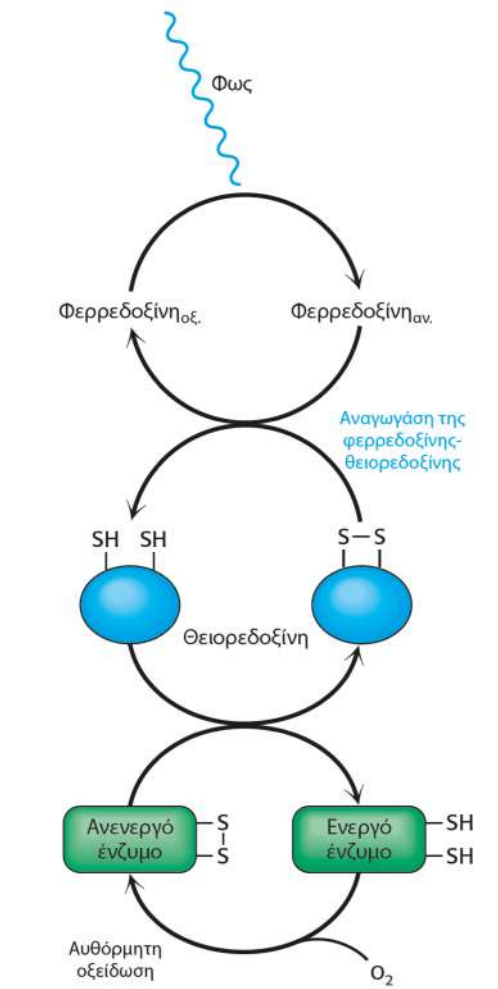 Φως
Φερρεδοξίνηοξ.
Φερρεδοξίνηαν.
Αναγωγάση της
φερρεδοξίνης-
θειορεδοξίνης
SH SH
S–S
Θειορεδοξίνη
Ανενεργό
ένζυμο
S
S
Ενεργό
ένζυμο
SH
SH
Αυθόρμητη
οξείδωση
O2